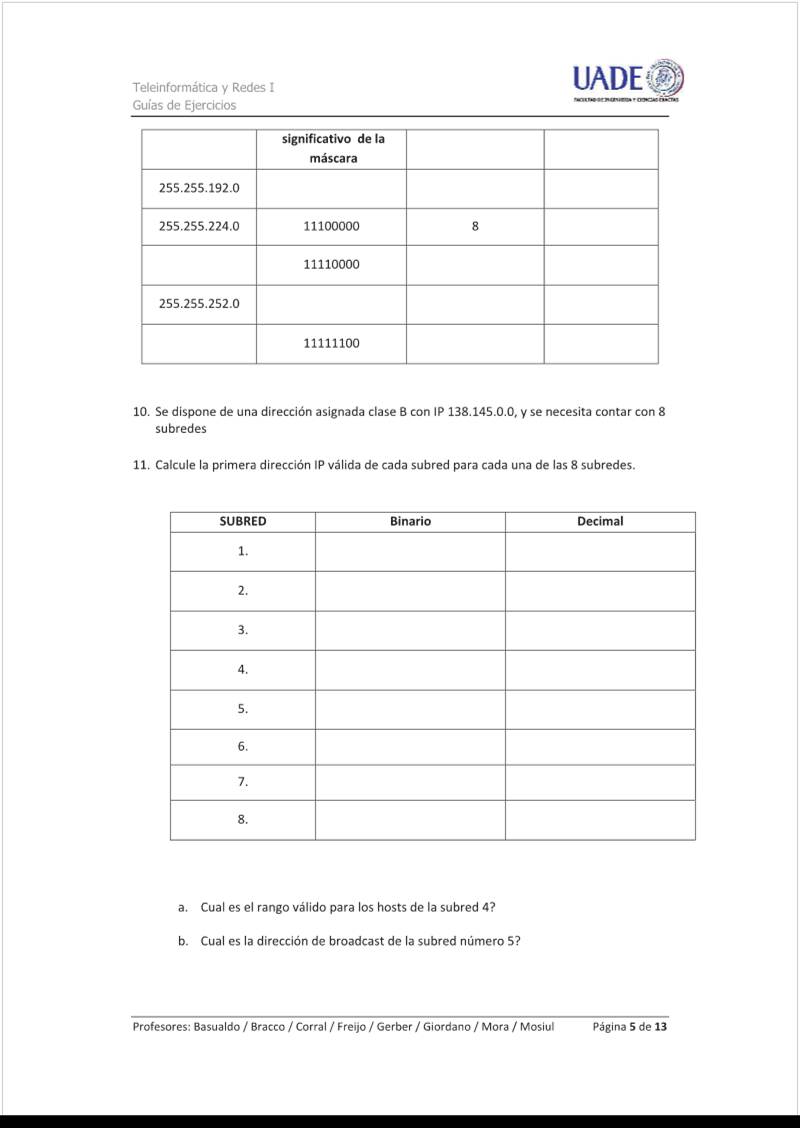 Teleinformática y Redes I
Guías de Ejercicios
UADE
FACULTAD DE INGENIERÍA Y CIENCIAS EXACTAS
significativo de la
máscara
255.255.192.0
255.255.224.0 11100000 8
11110000
255.255.252.0
11111100
10. Se dispone de una dirección asignada clase B con IP 138.145.0.0, y se necesita contar con 8
subredes
11. Calcule la primera dirección IP válida de cada subred para cada una de las 8 subredes.
SUBRED Binario Decimal
1.
2.
3.
4.
5.
6.
7.
8.
a. Cual es el rango válido para los hosts de la subred 4?
b. Cual es la dirección de broadcast de la subred número 5?
Profesores: Basualdo / Bracco / Corral / Freijo / Gerber / Giordano / Mora / Mosiul Página 5 de 13